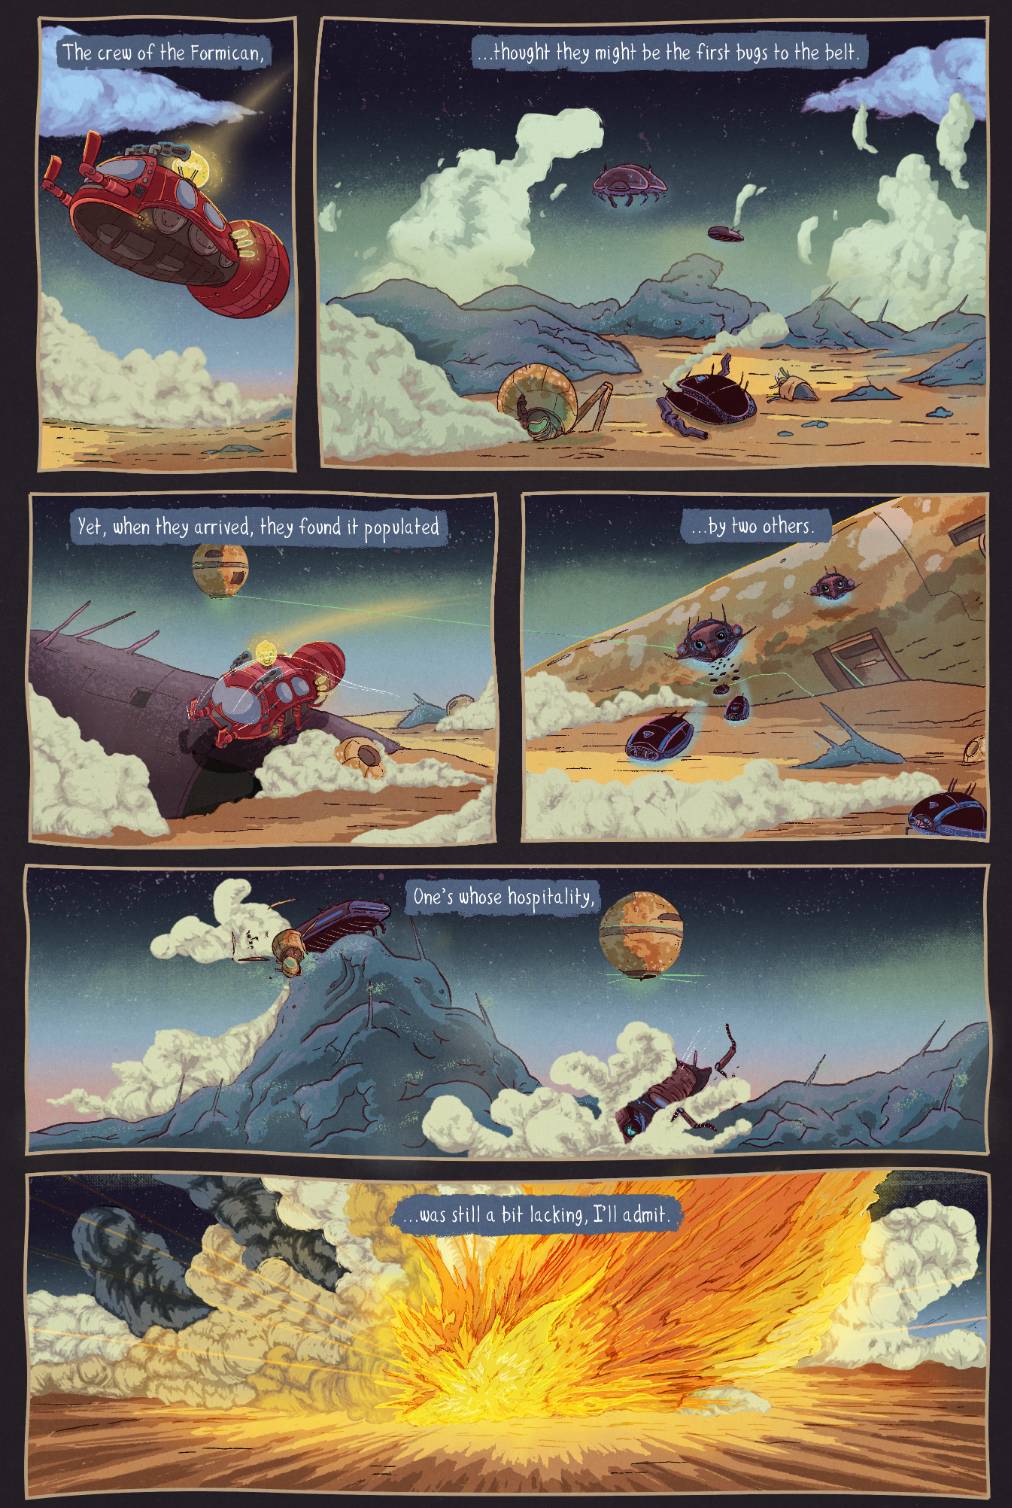 The crew of the Formican,
...thought they might be the first bugs to the belt.
Yet, when they arrived, they found it populated
...by two others.
One's whose hospitality,
...was still a bit lacking, I'll admit.